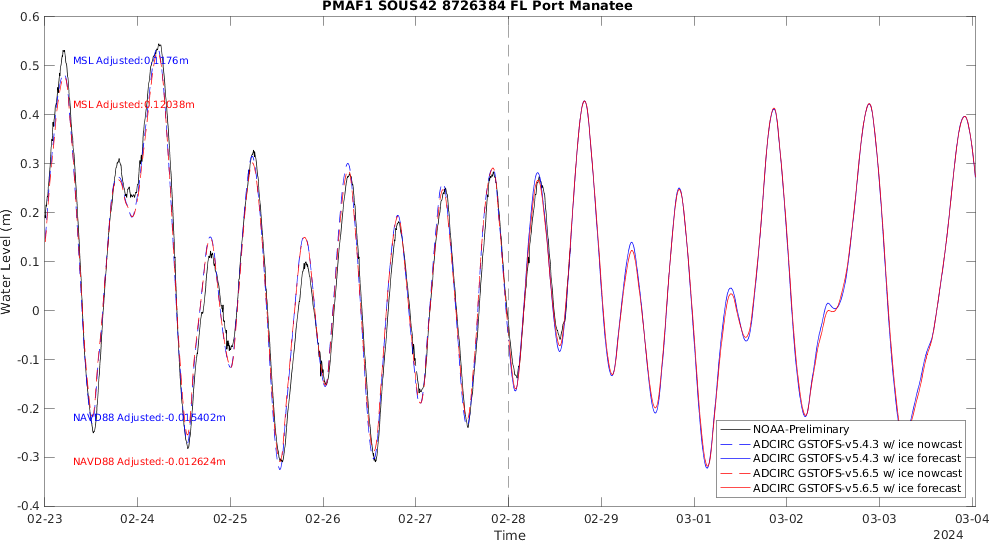 PMAF1 SOUS42 8726384 FL Port Manatee
0.6
0.5
0.4
0.3
0.2
0.1
0
-0.1
-0.2
-0.3
-0.4
Water Level (m)
MSL Adjusted:0.1176m
MSL Adjusted:0.12038m
NAVD88 Adjusted:-0.015402m
NAVD88 Adjusted:-0.012624m
NOAA-Preliminary
ADCIRC GSTOFS-v5.4.3 w/ ice nowcast
ADCIRC GSTOFS-v5.4.3 w/ ice forecast
ADCIRC GSTOFS-v5.6.5 w/ ice nowcast
ADCIRC GSTOFS-v5.6.5 w/ ice forecast
02-23 02-24 02-25 02-26 02-27 02-28 02-29 03-01 03-02 03-03 03-04
Time
2024